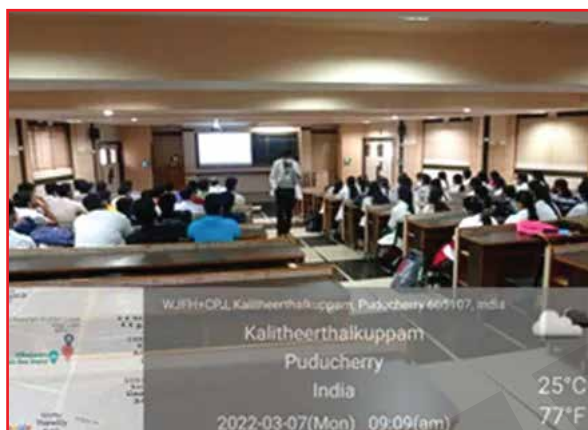 WJFH+CPJ, Kalitheerthalkuppam, Puducherry 605107, India
Kalitheerthalkuppam
Puducherry
India
2022-03-07(Mon) 09:09(am)
25°C
77°F